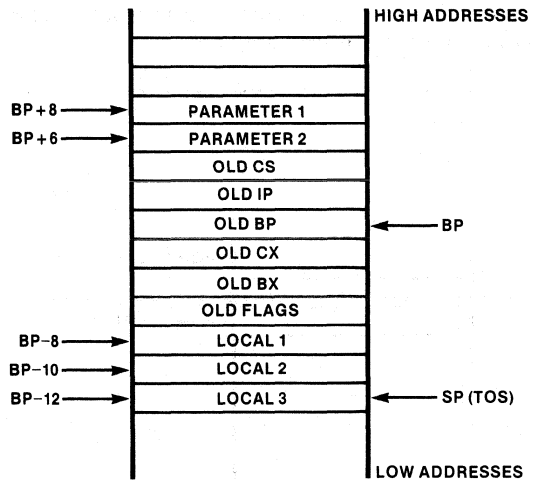 HIGH ADDRESSES
BP+8
PARAMETER 1
BP+6
PARAMETER 2
OLD CS
OLD IP
OLD BP
BP
OLD CX
OLD BX
OLD FLAGS
BP−8
LOCAL 1
BP−10
LOCAL 2
BP−12
LOCAL 3
SP (TOS)
LOW ADDRESSES